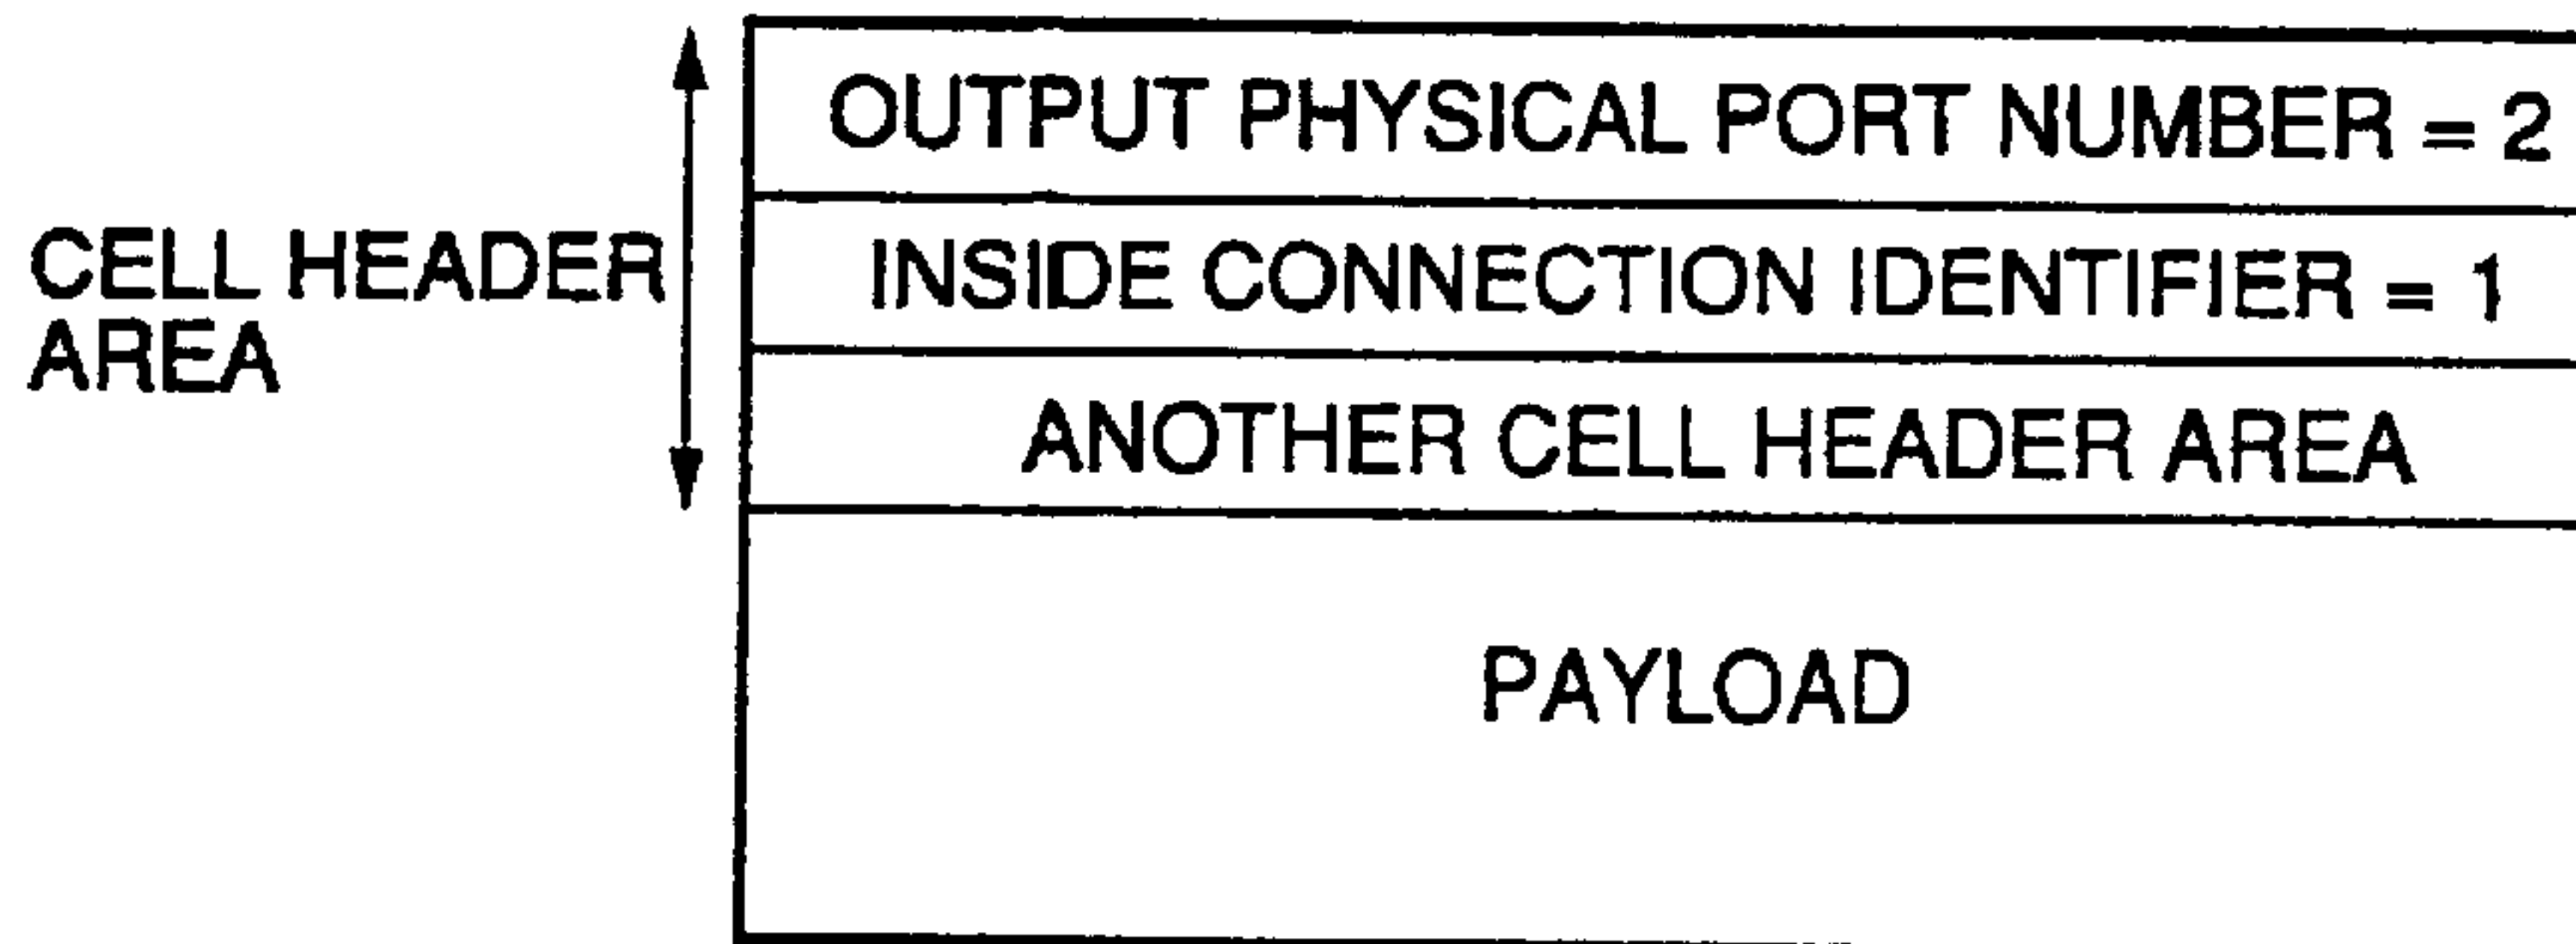 CELL HEADER
AREA
OUTPUT PHYSICAL PORT NUMBER = 2
INSIDE CONNECTION IDENTIFIER = 1
ANOTHER CELL HEADER AREA
PAYLOAD